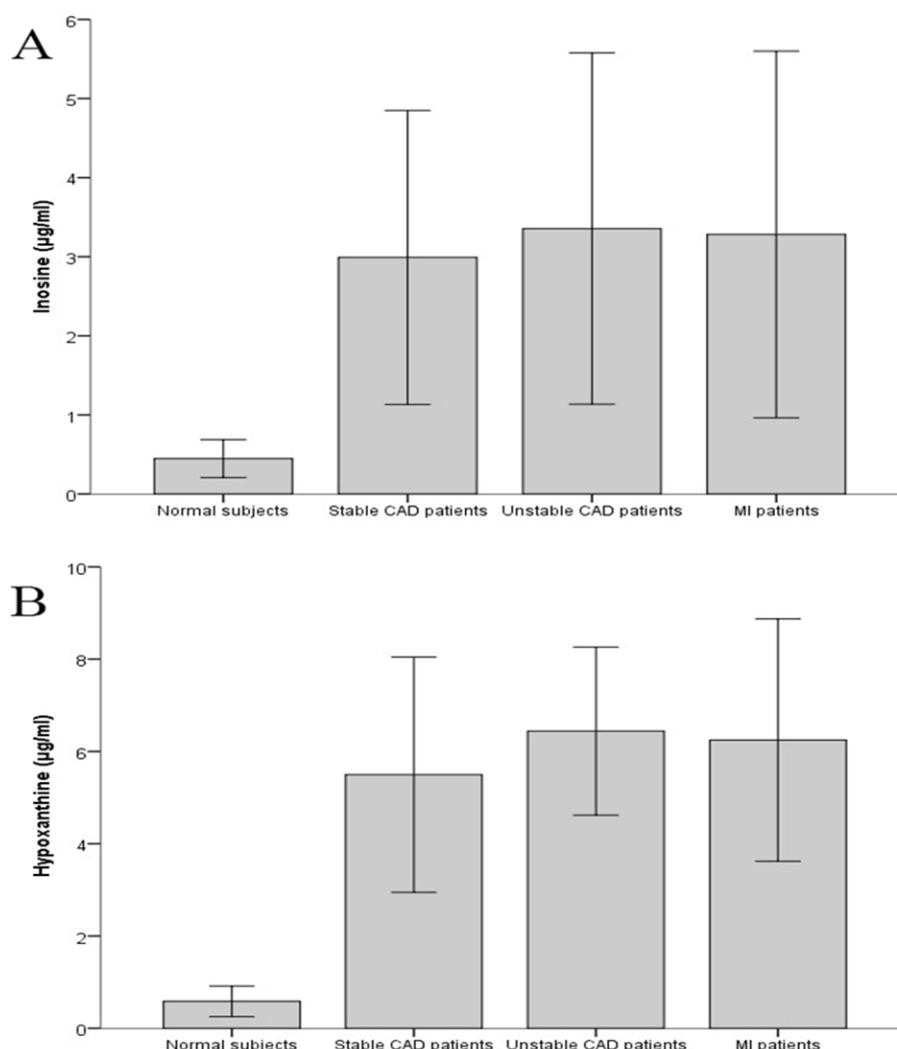 A
6
5
4
3
2
1
0
Inosine (µg/ml)
Normal subjects
Stable CAD patients
Unstable CAD patients
MI patients
B
10
8
6
4
2
0
Hypoxanthine (µg/ml)
Normal subjects
Stable CAD patients
Unstable CAD patients
MI patients